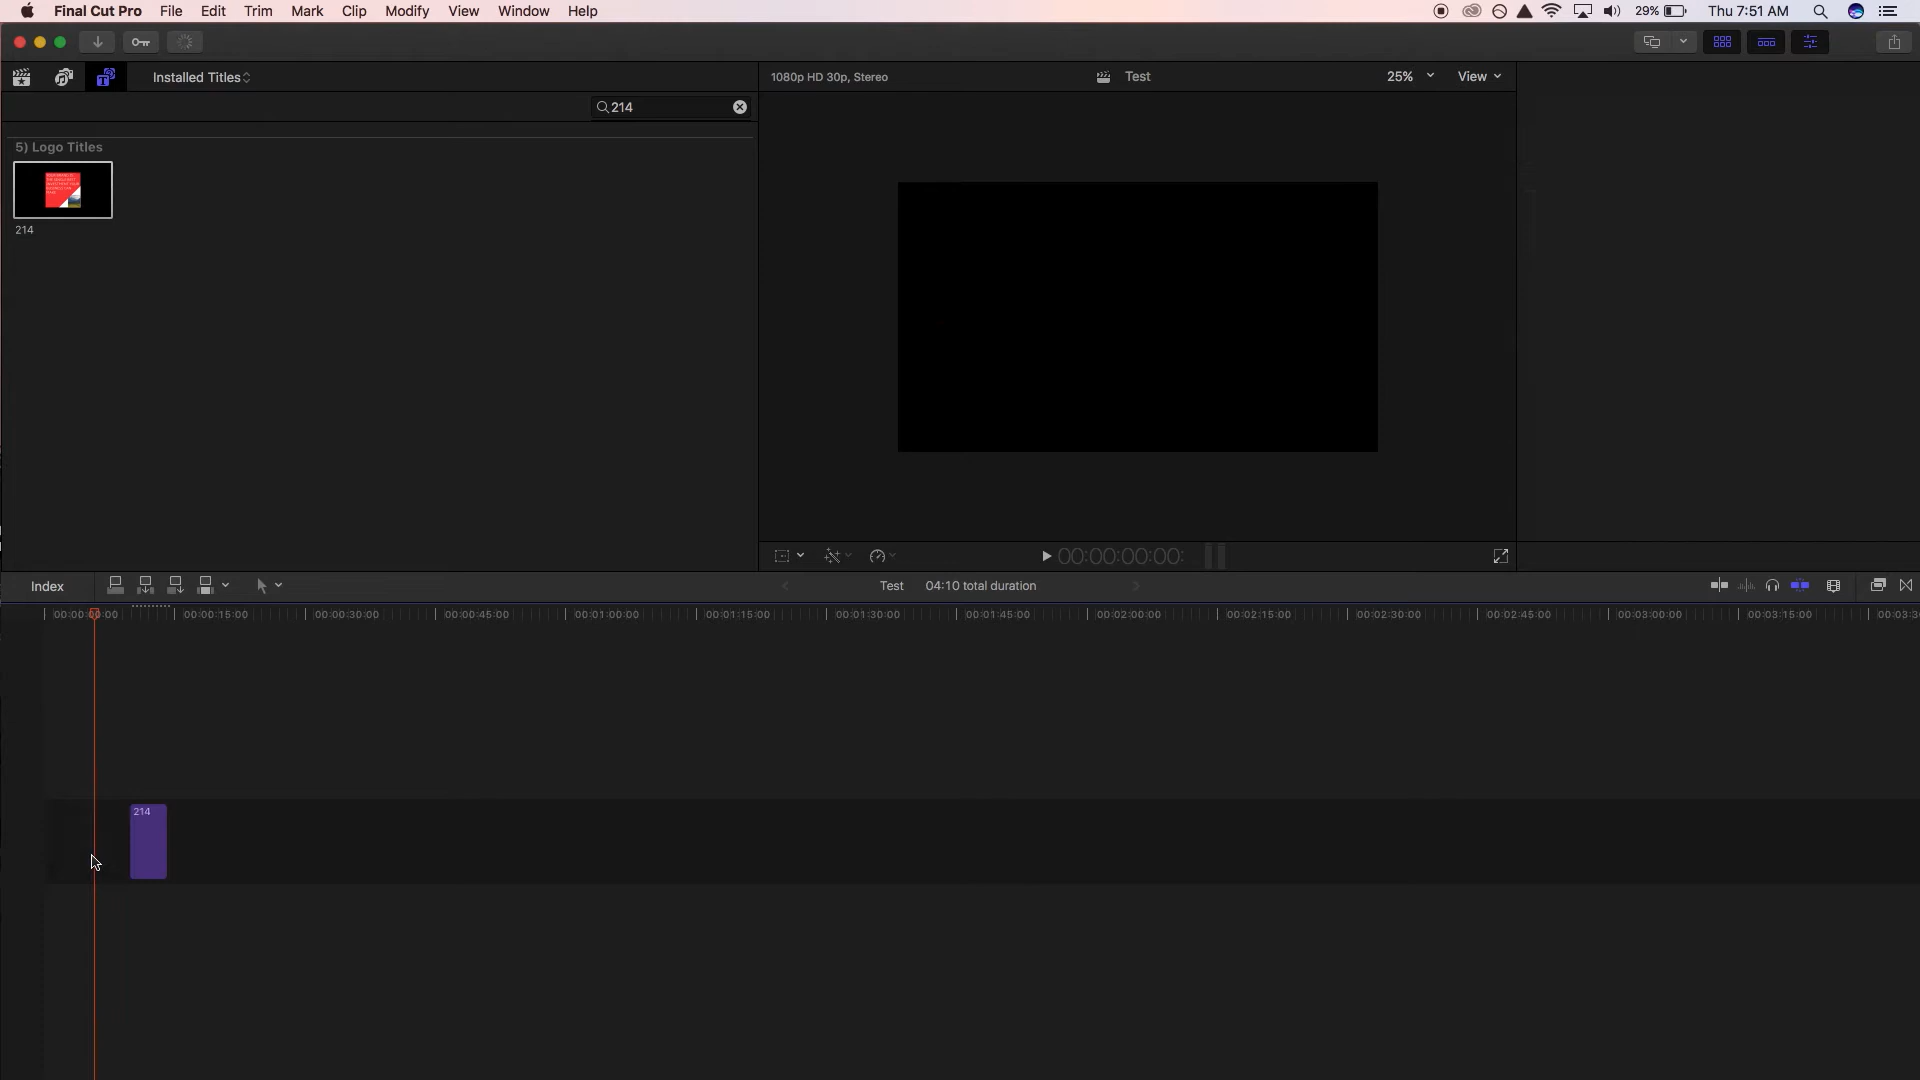 Final Cut Pro File Edit Trim Mark Clip Modify View Window Help 29% Thu 7:51 AM
Installed Titles 1080p HD 30p, Stereo Test 25% View
214
5) Logo Titles
214
00:00:00:00
Index Test 04:10 total duration
00:00:00:00 00:00:15:00 00:00:30:00 00:00:45:00 00:01:00:00 00:01:15:00 00:01:30:00 00:01:45:00 00:02:00:00 00:02:15:00 00:02:30:00 00:02:45:00 00:03:00:00 00:03:15:00
214